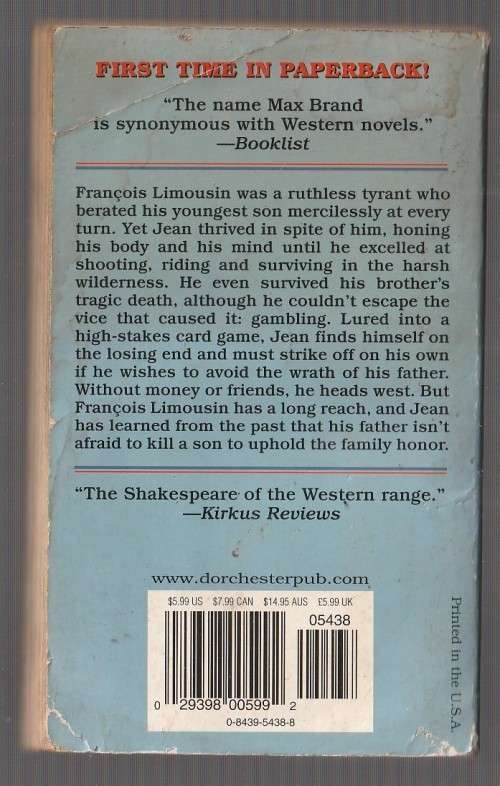 FIRST TIME IN PAPERBACK!
“The name Max Brand
is synonymous with Western novels.”
—Booklist
François Limousin was a ruthless tyrant who
berated his youngest son mercilessly at every
turn. Yet Jean thrived in spite of him, honing
his body and his mind until he excelled at
shooting, riding and surviving in the harsh
wilderness. He even survived his brother’s
tragic death, although he couldn’t escape the
vice that caused it: gambling. Lured into a
high-stakes card game, Jean finds himself on
the losing end and must strike off on his own
if he wishes to avoid the wrath of his father.
Without money or friends, he heads west. But
François Limousin has a long reach, and Jean
has learned from the past that his father isn’t
afraid to kill a son to uphold the family honor.
“The Shakespeare of the Western range.”
—Kirkus Reviews
www.dorchesterpub.com
$5.99 US $7.99 CAN $14.95 AUS £5.99 UK
05438
0 29398 00599 2
0-8439-5438-8
Printed in the U.S.A.